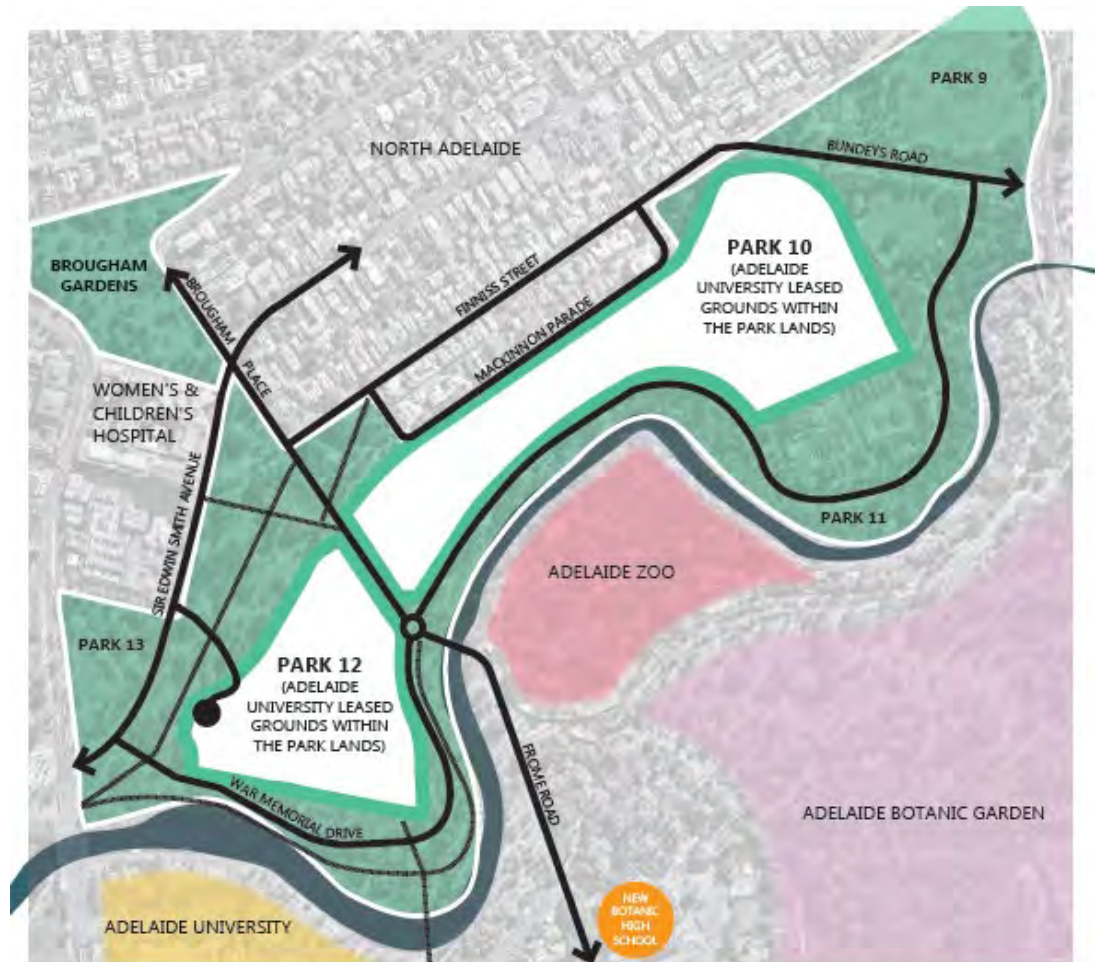 PARK 9
BUNDEYS ROAD
NORTH ADELAIDE
BROUGHAM
GARDENS
BROUGHAM
PLACE
FINNISS STREET
MACKINNON PARADE
PARK 10
(ADELAIDE
UNIVERSITY LEASED
GROUNDS WITHIN
THE PARK LANDS)
WOMEN'S &
CHILDREN'S
HOSPITAL
SIR EDWIN SMITH AVENUE
PARK 11
ADELAIDE ZOO
PARK 13
PARK 12
(ADELAIDE
UNIVERSITY LEASED
GROUNDS WITHIN
THE PARK LANDS)
WAR MEMORIAL DRIVE
FROME ROAD
ADELAIDE BOTANIC GARDEN
NEW
BOTANIC
HIGH
SCHOOL
ADELAIDE UNIVERSITY